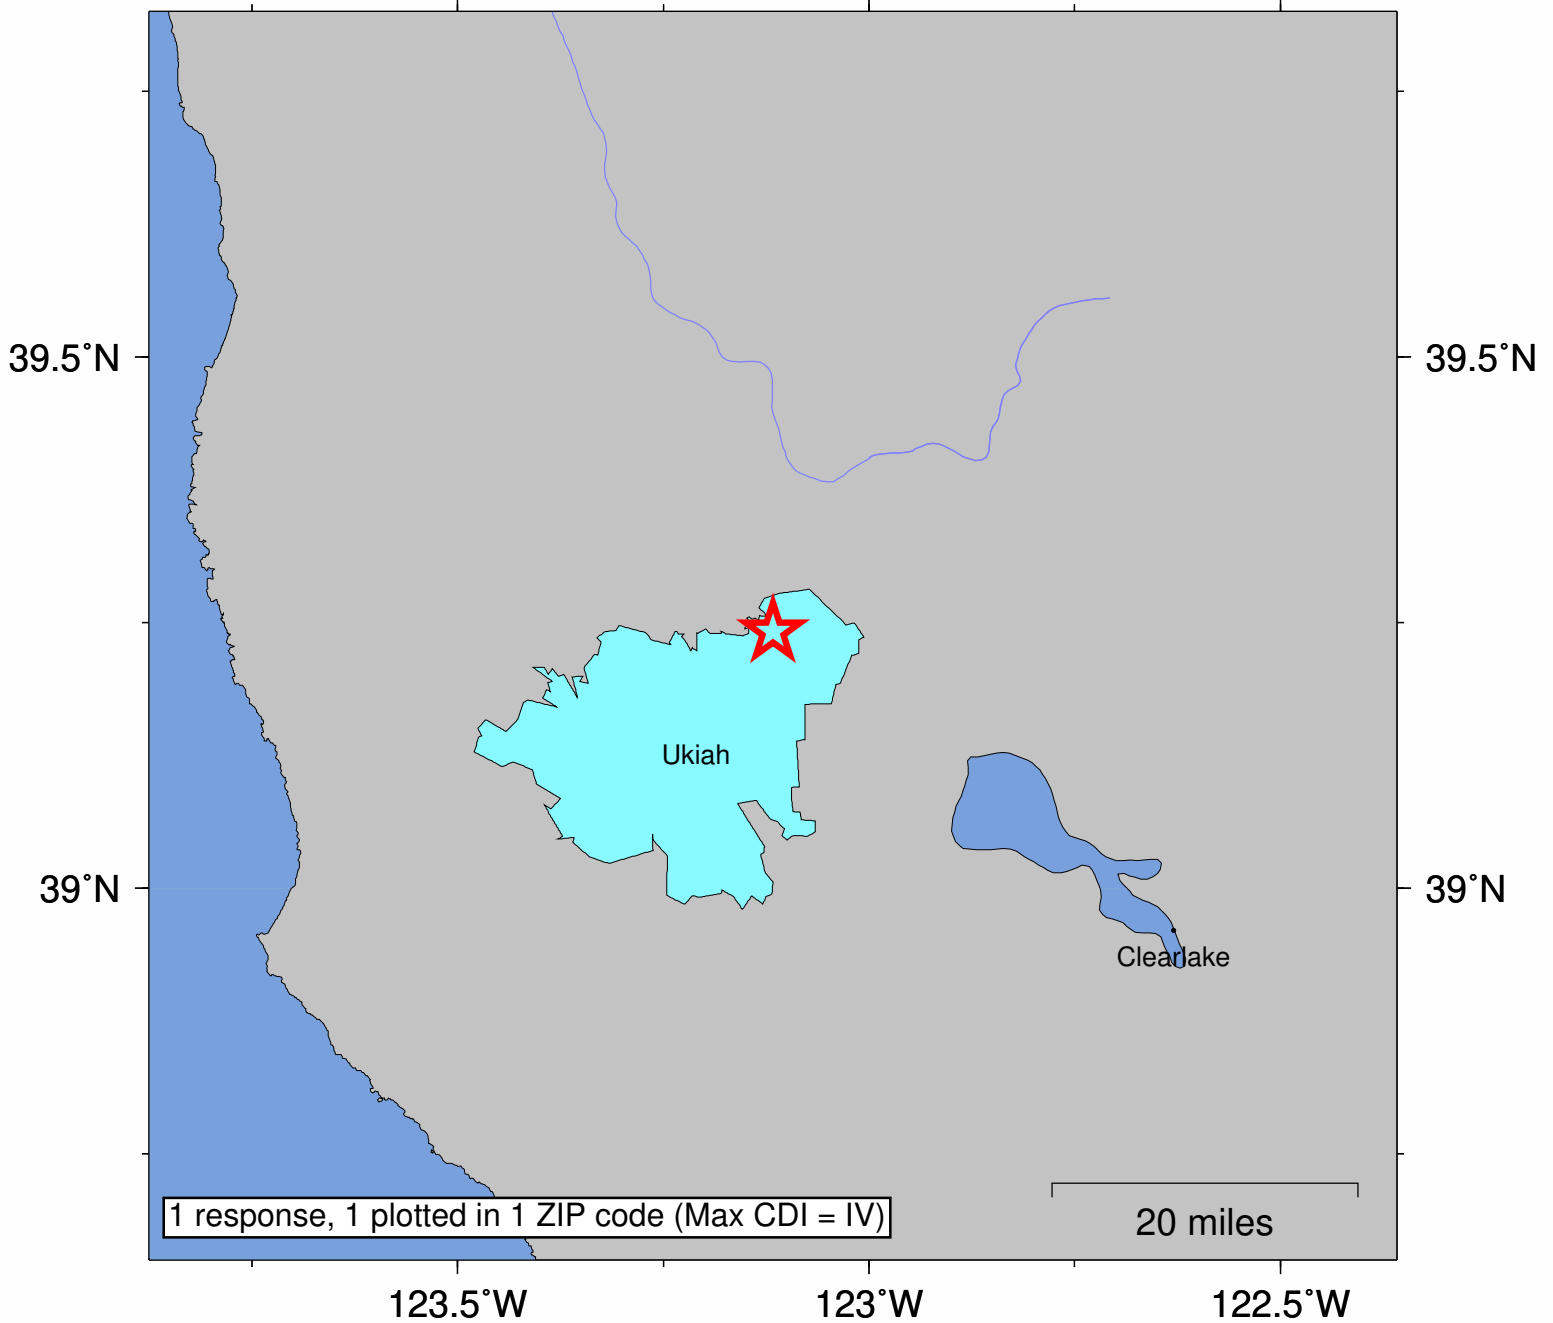 39.5˚N
39.5˚N
Ukiah
39˚N
39˚N
Clearlake
1 response, 1 plotted in 1 ZIP code (Max CDI = IV)
20 miles
123.5˚W
123˚W
122.5˚W